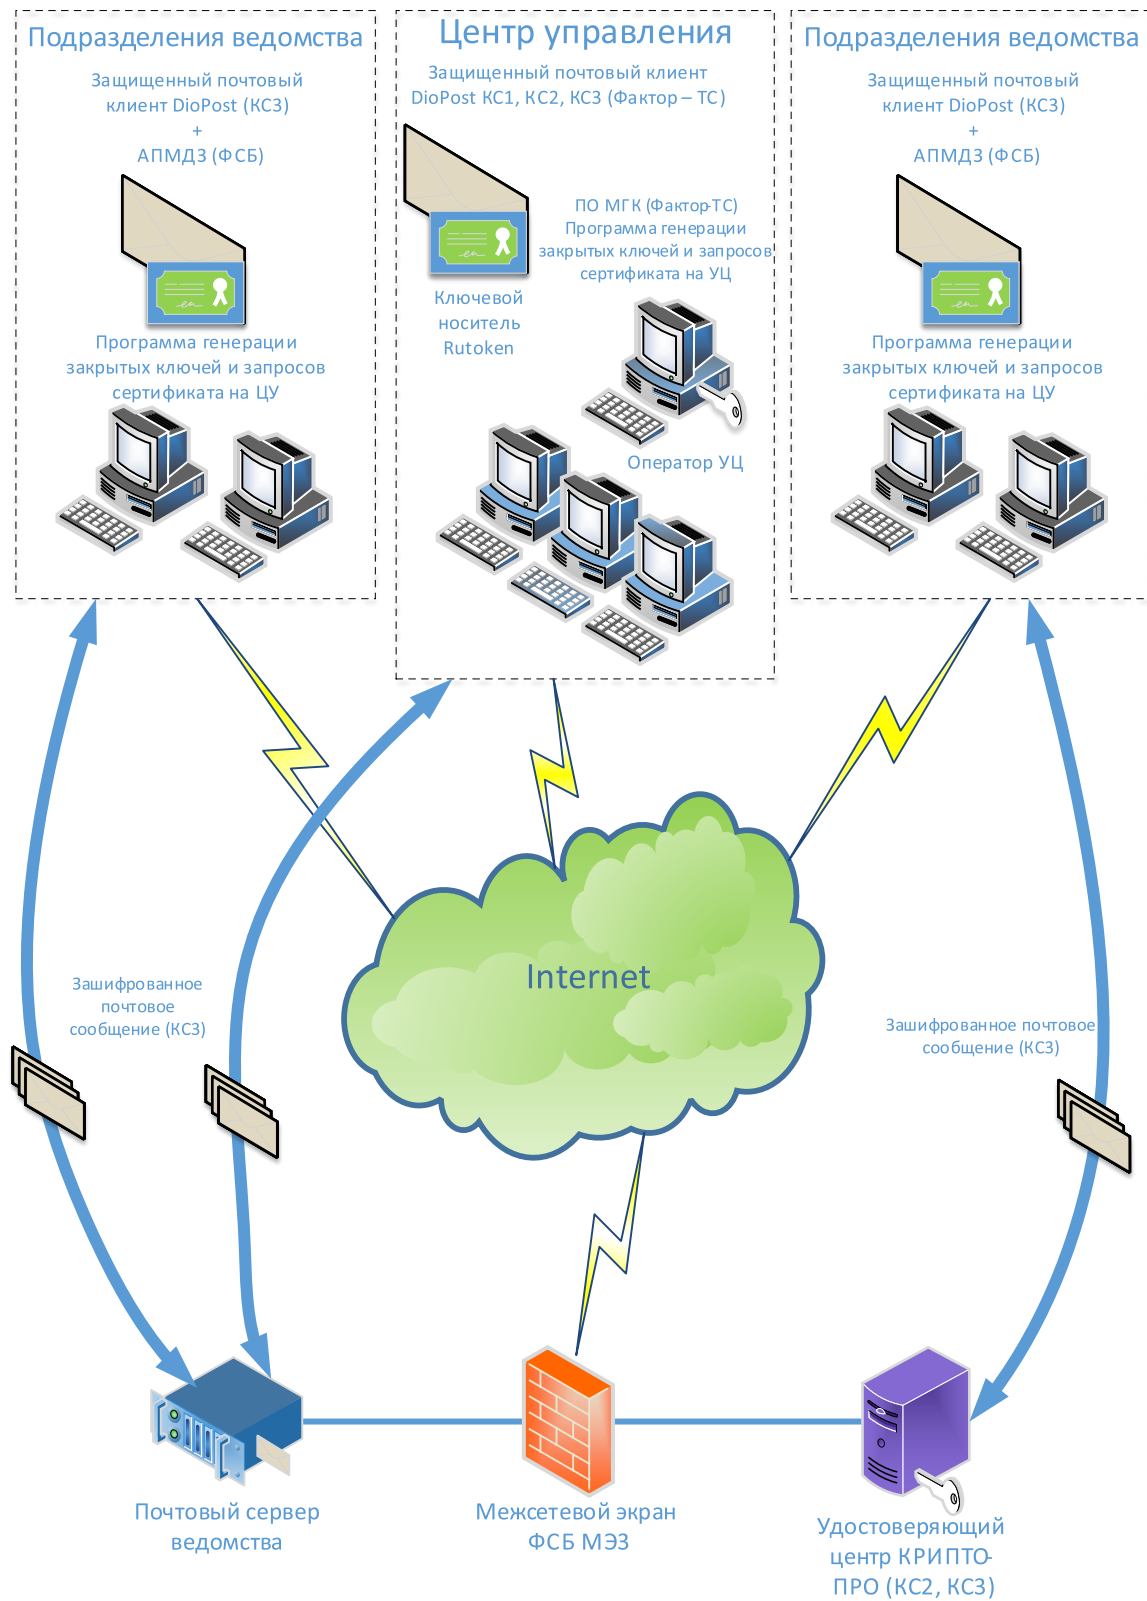 Подразделения ведомства
Защищенный почтовый
клиент DioPost (КС3)
+
АПМДЗ (ФСБ)
Программа генерации
закрытых ключей и запросов
сертификата на ЦУ
Центр управления
Защищенный почтовый клиент
DioPost КС1, КС2, КС3 (Фактор – ТС)
ПО МГК (Фактор-ТС)
Программа генерации
закрытых ключей и запросов
сертификата на УЦ
Ключевой
носитель
Rutoken
Оператор УЦ
Подразделения ведомства
Защищенный почтовый
клиент DioPost (КС3)
+
АПМДЗ (ФСБ)
Программа генерации
закрытых ключей и запросов
сертификата на ЦУ
Internet
Зашифрованное
почтовое
сообщение (КС3)
Зашифрованное почтовое
сообщение (КС3)
Почтовый сервер
ведомства
Межсетевой экран
ФСБ МЭ3
Удостоверяющий
центр КРИПТО-
ПРО (КС2, КС3)